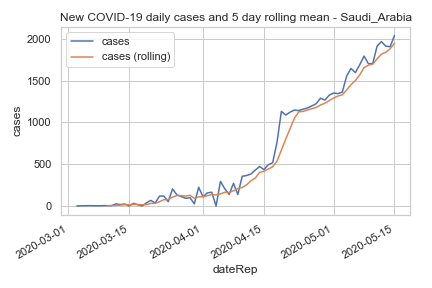 New COVID-19 daily cases and 5 day rolling mean - Saudi_Arabia
cases
cases (rolling)
2000
1500
1000
500
0
cases
2020-03-01
2020-03-15
2020-04-01
2020-04-15
2020-05-01
2020-05-15
dateRep